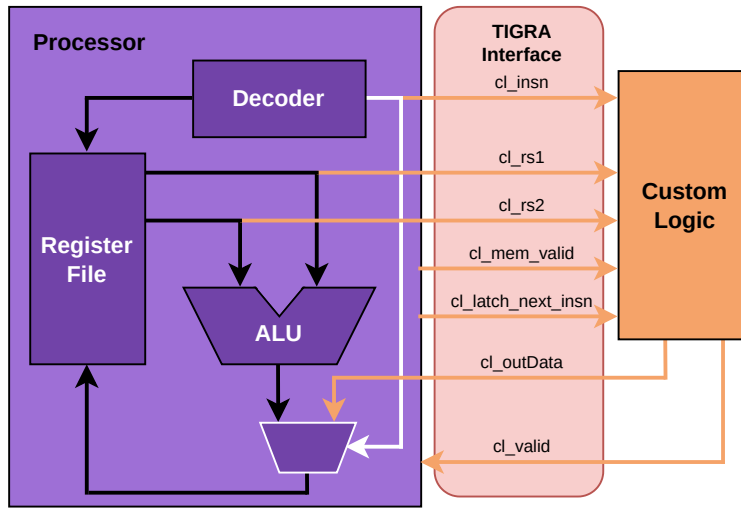 Processor
TIGRA
Interface
Decoder
cl_insn
cl_rs1
cl_rs2
Register
File
Custom
Logic
cl_mem_valid
cl_latch_next_insn
ALU
cl_outData
cl_valid